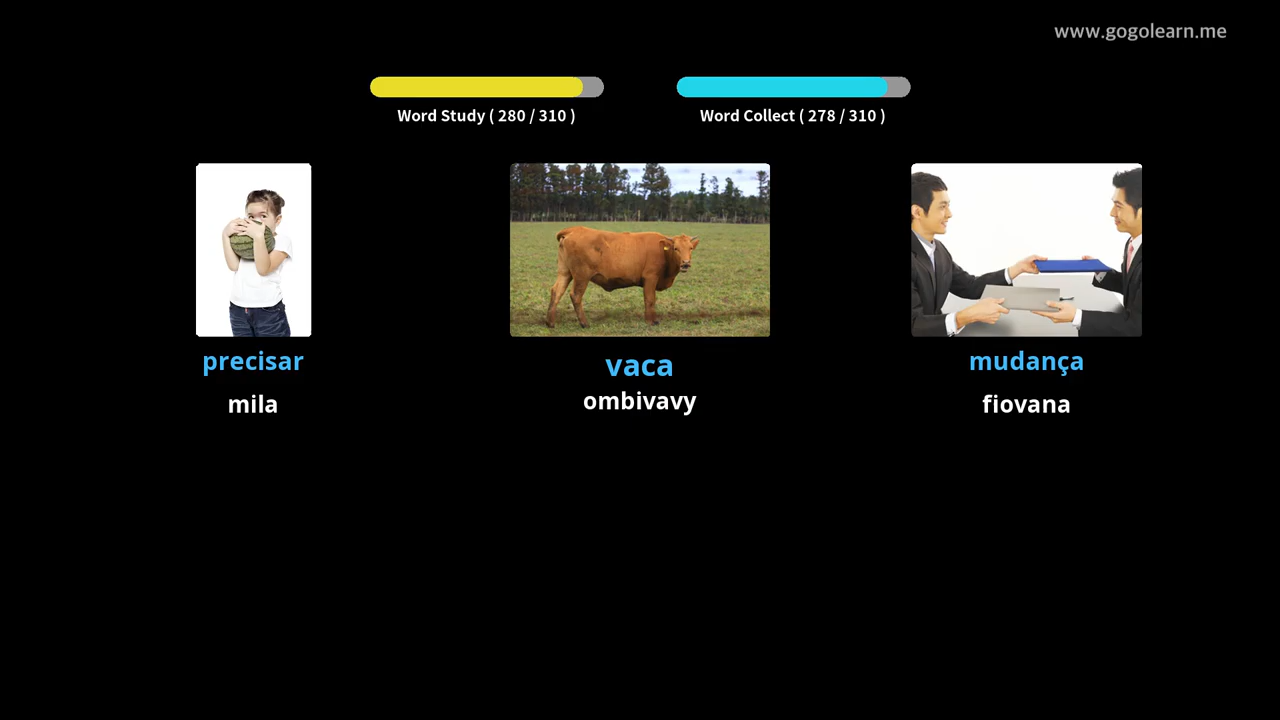 www.gogolearn.me
Word Study ( 280 / 310 )
Word Collect ( 278 / 310 )
precisar
mila
vaca
ombivavy
mudança
fiovana